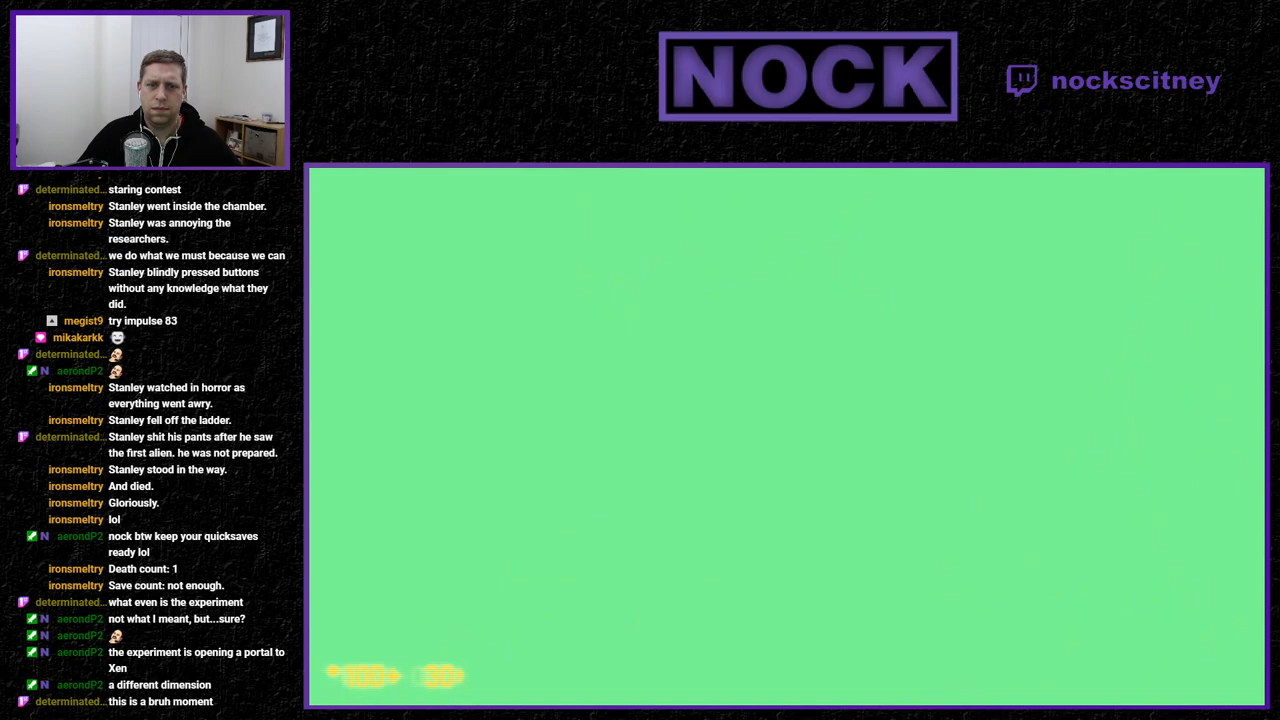 NOCK
nockscitney
determinated... staring contest
ironsmeltry Stanley went inside the chamber.
ironsmeltry Stanley was annoying the
researchers.
determinated... we do what we must because we can
ironsmeltry Stanley blindly pressed buttons
without any knowledge what they
did.
megist9 try impulse 83
mikakarkk
determinated...
N aerondP2
ironsmeltry Stanley watched in horror as
everything went awry.
ironsmeltry Stanley fell off the ladder.
determinated... Stanley shit his pants after he saw
the first alien. he was not prepared.
ironsmeltry Stanley stood in the way.
ironsmeltry And died.
ironsmeltry Gloriously.
ironsmeltry lol
N aerondP2 nock btw keep your quicksaves
ready lol
ironsmeltry Death count: 1
ironsmeltry Save count: not enough.
determinated... what even is the experiment
N aerondP2 not what I meant, but...sure?
N aerondP2
N aerondP2 the experiment is opening a portal to
Xen
N aerondP2 a different dimension
determinated... this is a bruh moment
100 30